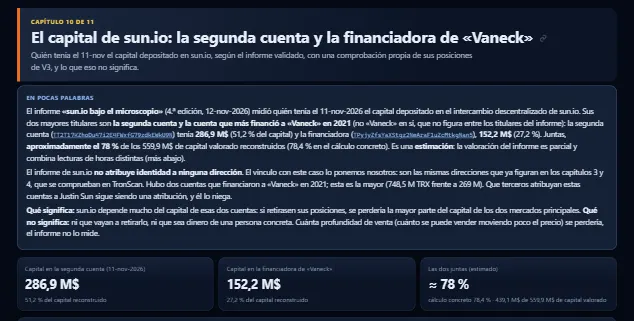 CAPÍTULO 10 DE 11
El capital de sun.io: la segunda cuenta y la financiadora de «Vaneck»
Quién tenía el 11-nov el capital depositado en sun.io, según el informe validado, con una comprobación propia de sus posiciones
de V3, y lo que eso no significa.
EN POCAS PALABRAS
El informe «sun.io bajo el microscopio» (4.ª edición, 12-nov-2026) midió quién tenía el 11-nov-2026 el capital depositado en el intercambio descentralizado de sun.io. Sus
dos mayores titulares son la segunda cuenta y la cuenta que más financió a «Vaneck» en 2021 (no «Vaneck» en sí, que no figura entre los titulares del informe): la segunda
cuenta ( ) tenía 286,9 M$ (51,2 % del capital) y la financiadora ( ), 152,2 M$ (27,2 %). Juntas,
aproximadamente el 78 % de los 559,9 M$ de capital valorado reconstruidos (78,4 % en el cálculo concreto). Es una estimación: la valoración del informe es parcial y
combina lecturas de horas distintas (más abajo).
El informe de sun.io no atribuye identidad a ninguna dirección. El vínculo con este caso lo ponemos nosotros: son las mismas direcciones que ya figuran en los capítulos 3 y
4, que se comprueban en TronScan. Hubo dos cuentas que financiaron a «Vaneck» en 2021; esta es la mayor (748,5 M TRX frente a 269 M). Que terceros atribuyan estas
cuentas a Justin Sun sigue siendo una atribución, y él lo niega.
Qué significa: sun.io depende mucho del capital de esas dos cuentas: si retirasen sus posiciones, se perdería la mayor parte del capital de los dos mercados principales. Qué
no significa: ni que vayan a retirarlo, ni que sea dinero de una persona concreta. Cuánta profundidad de venta (cuánto se puede vender moviendo poco el precio) se perdería,
el informe no lo mide.
Capital en la segunda cuenta (11-nov-2026)
286,9 M$
51,2 % del capital reconstruido
Capital en la financiadora de «Vaneck»
152,2 M$
27,2 % del capital reconstruido
Las dos juntas (estimado)
≈ 78 %
cálculo concreto 78,4 % · 439,1 M$ de 559,9 M$ de capital valorado